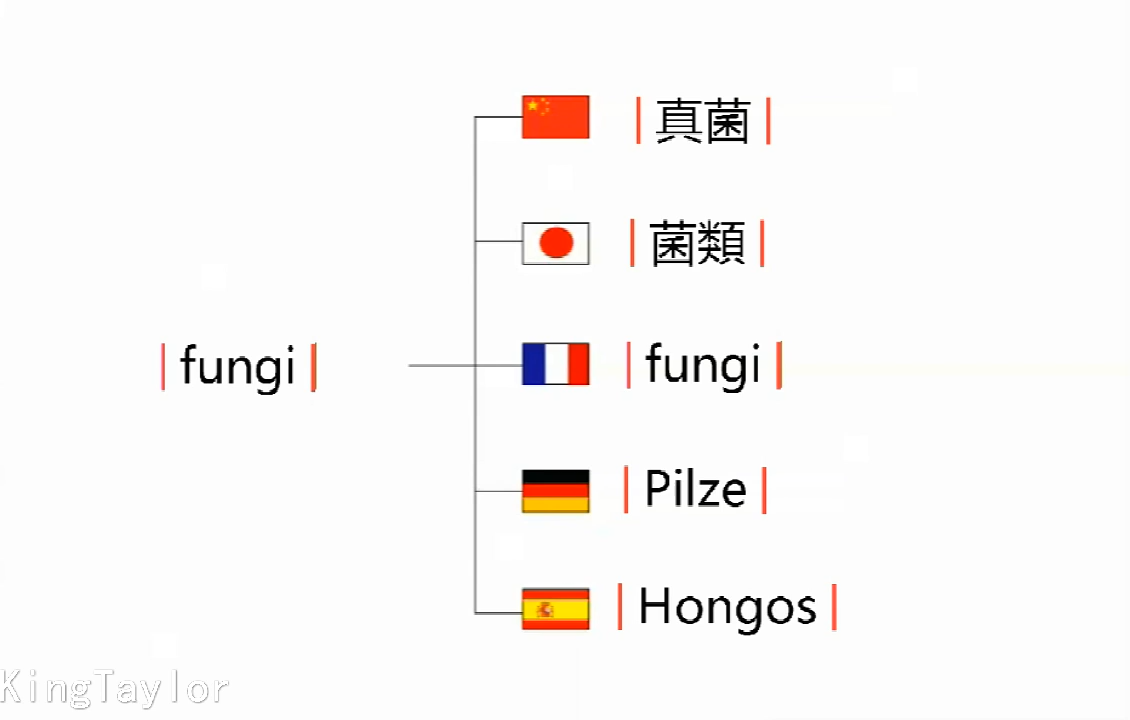 真菌
菌類
fungi
fungi
Pilze
Hongos
KingTaylor